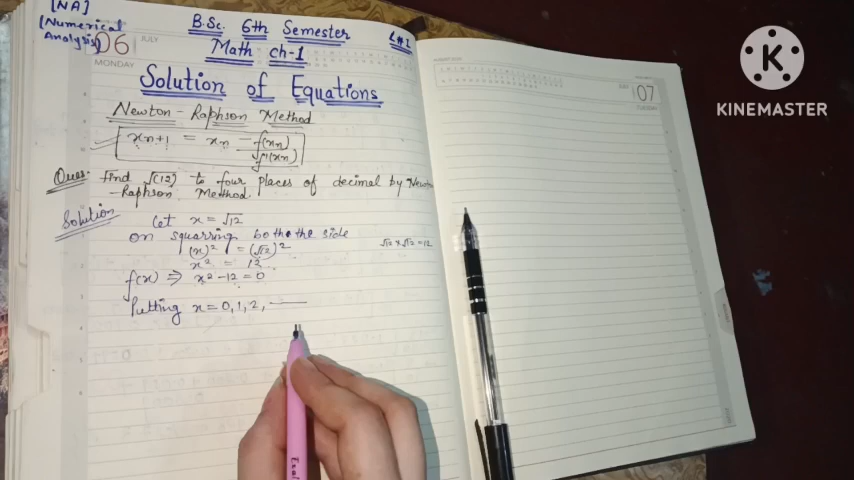 [NA]
(Numerical
Analysis)
06 JULY
MONDAY
B.Sc. 6th Semester
L#1
Math ch-1
Solution of Equations
Newton-Raphson Method
xn+1 = xn - f(xn)
f'(xn)
Ques:- Find √(12) to four places of decimal by Newton
-Raphson Method
Solution
Let x = √12
on squarring both the side
(x)² = (√12)²
√12 x √12 = 12
x² = 12
f(x) ⇒ x² - 12 = 0
Putting x = 0, 1, 2, ——
07
TUESDAY
K
KINEMASTER